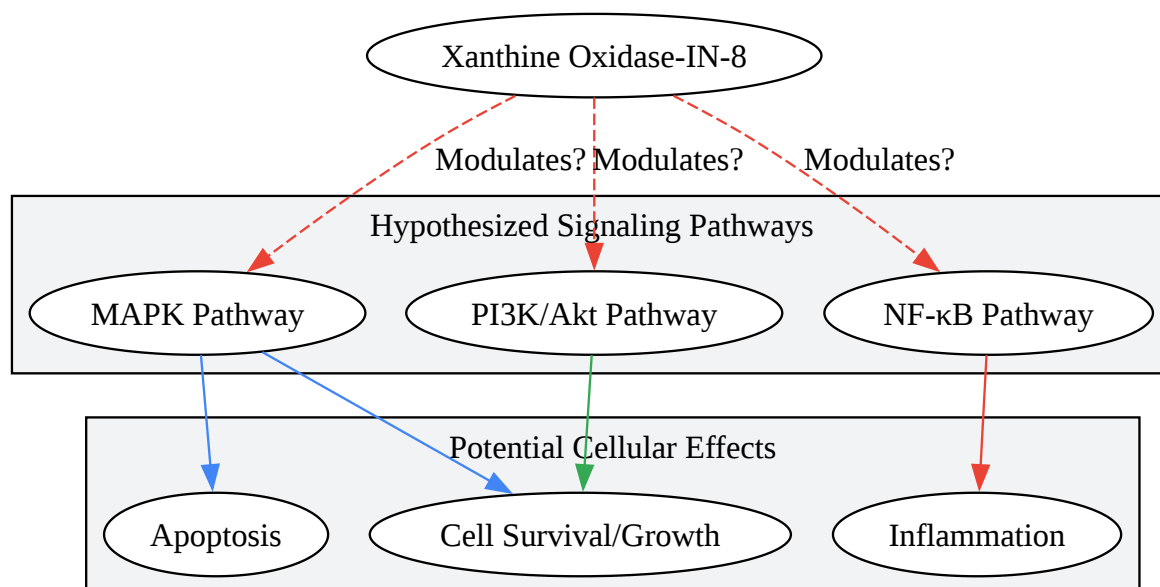 Xanthine Oxidase-IN-8
Modulates? Modulates? Modulates?
Hypothesized Signaling Pathways
MAPK Pathway PI3K/Akt Pathway NF-κB Pathway
Potential Cellular Effects
Apoptosis Cell Survival/Growth Inflammation